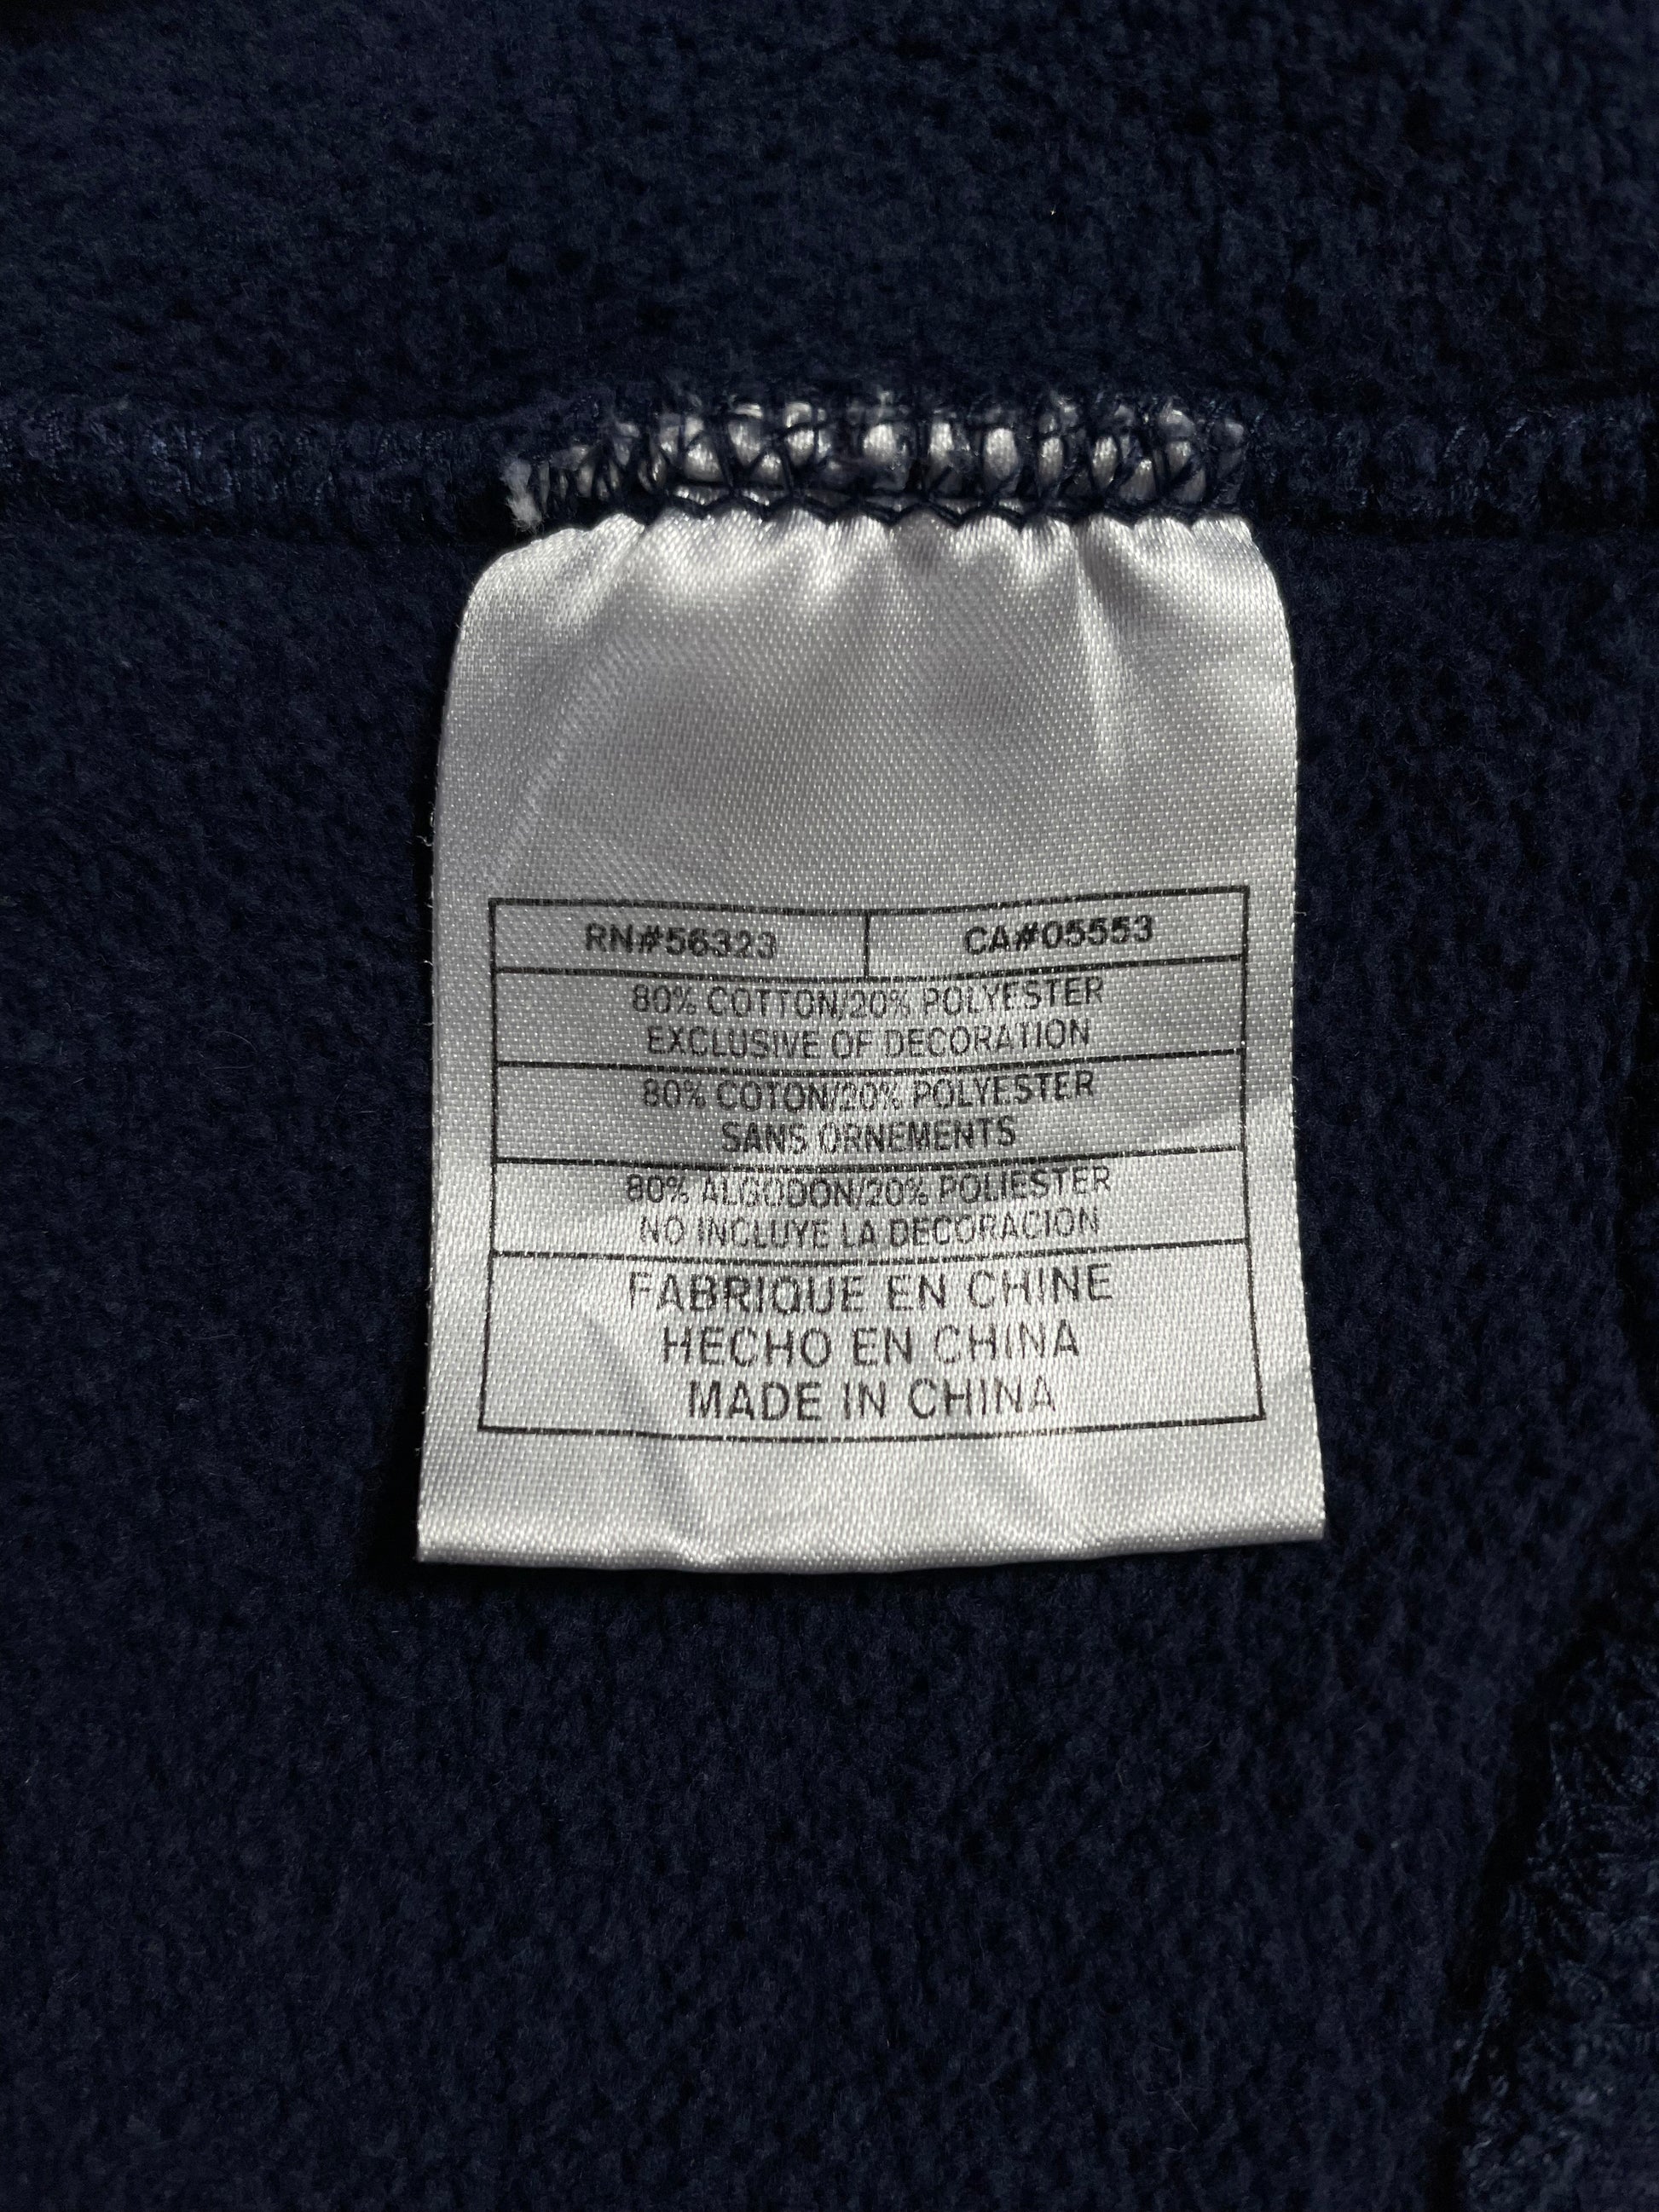 RN#56323 CA#05553
80% COTTON/20% POLYESTER
EXCLUSIVE OF DECORATION
80% COTON/20% POLYESTER
SANS ORNEMENTS
80% ALGODON/20% POLIESTER
NO INCLUYE LA DECORACION
FABRIQUE EN CHINE
HECHO EN CHINA
MADE IN CHINA